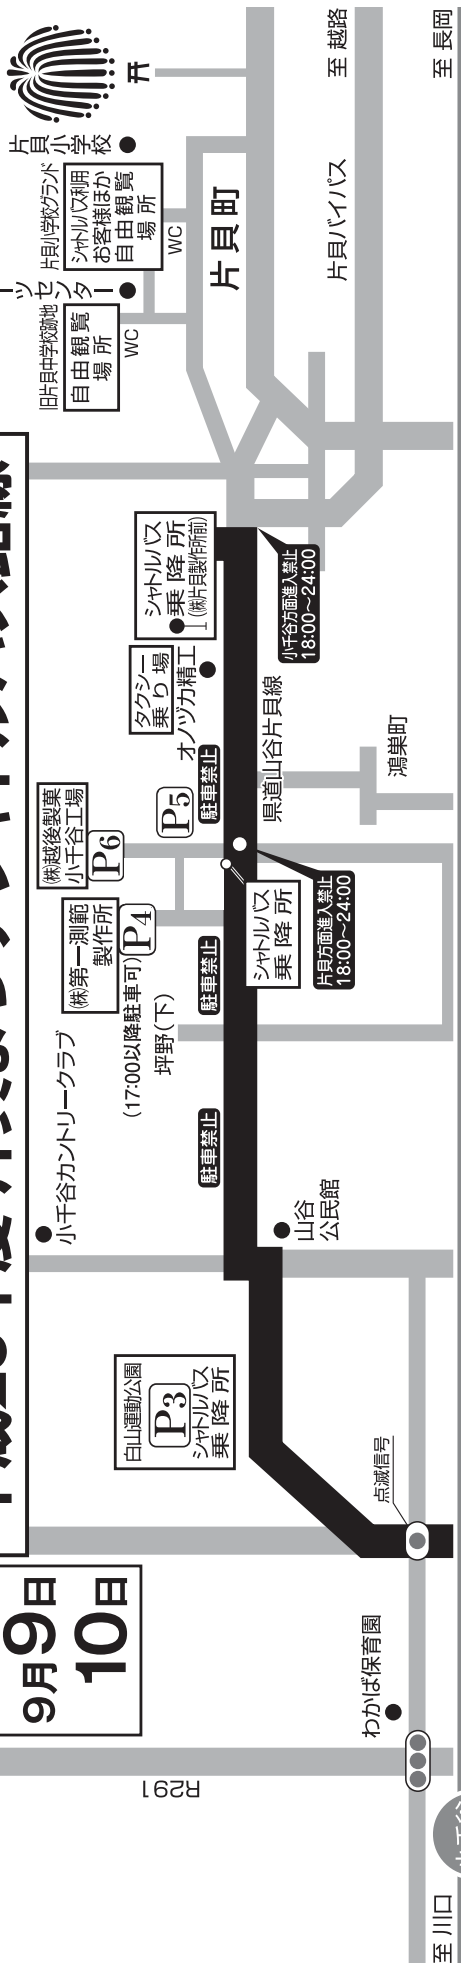 至 長岡
至 越路
片貝バイパス
片貝町
片貝小学校
片貝小学校グランド
シャトルバス利用
お客様ほか
自由観覧
場所
WC
ツセンター
旧片貝中学校跡地
自由観覧
場所
WC
シャトルバス
乗降所
(㈱片貝製作所前)
小千谷方面進入禁止
18:00〜24:00
タクシー
乗り場
オノヅカ精工
県道山谷片貝線
鴻巣町
駐車禁止
P5
㈱越後製菓
小千谷工場
P6
㈱第一測範
製作所
P4
(17:00以降駐車可)
坪野(下)
シャトルバス
乗降所
片貝方面進入禁止
18:00〜24:00
駐車禁止
駐車禁止
小千谷カントリークラブ
山谷
公民館
白山運動公園
P3
シャトルバス
乗降所
点滅信号
わかば保育園
9月9日
10日
R291
至 川口